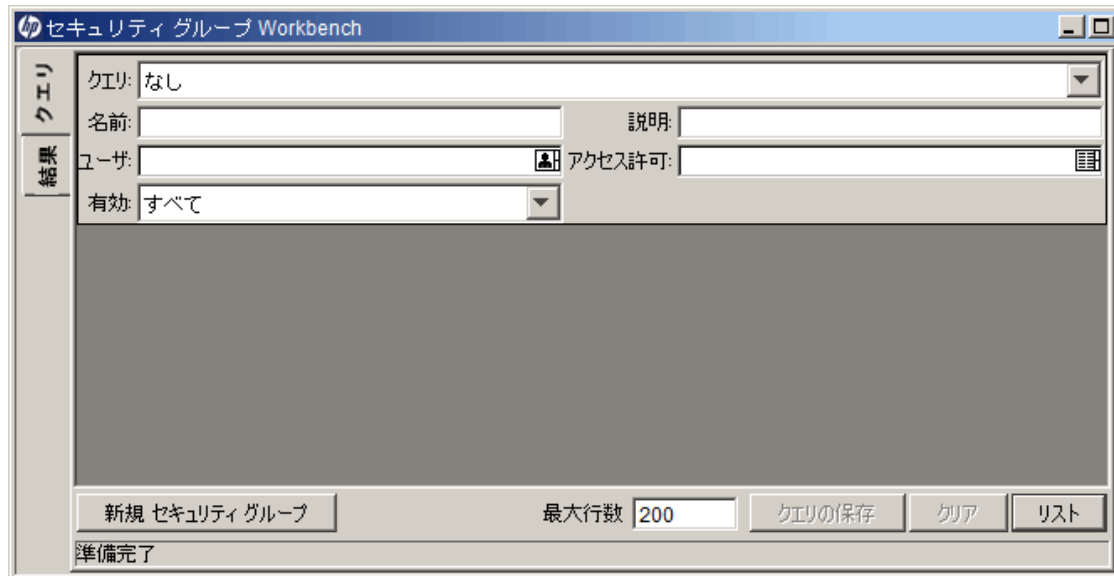 hp セキュリティ グループ Workbench
クエリ
結果
クエリ: なし
名前: 説明:
ユーザ: アクセス許可:
有効: すべて
新規 セキュリティ グループ 最大行数 200 クエリの保存 クリア リスト
準備完了